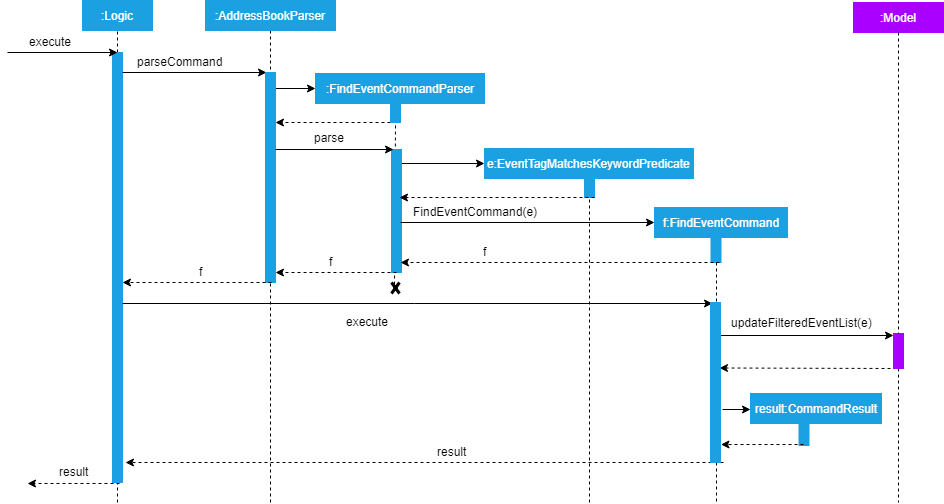 :Logic
:AddressBookParser
:Model
execute
parseCommand
:FindEventCommandParser
parse
e:EventTagMatchesKeywordPredicate
FindEventCommand(e)
f:FindEventCommand
f
f
f
execute
updateFilteredEventList(e)
result:CommandResult
result
result